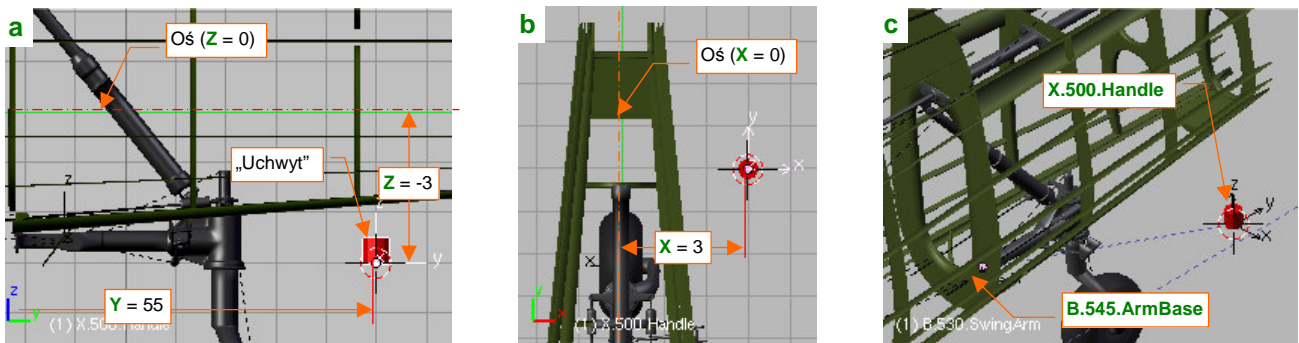 a
Oś (Z = 0)
„Uchwyt”
Z = -3
z
z
y
Y = 55
z
y
(1) X.500.Handle
b
Oś (X = 0)
y
x
X = 3
x
y
x
(1) X.500.Handle
c
X.500.Handle
z
y
x
B.545.ArmBase
(1) B.530.SwingArm